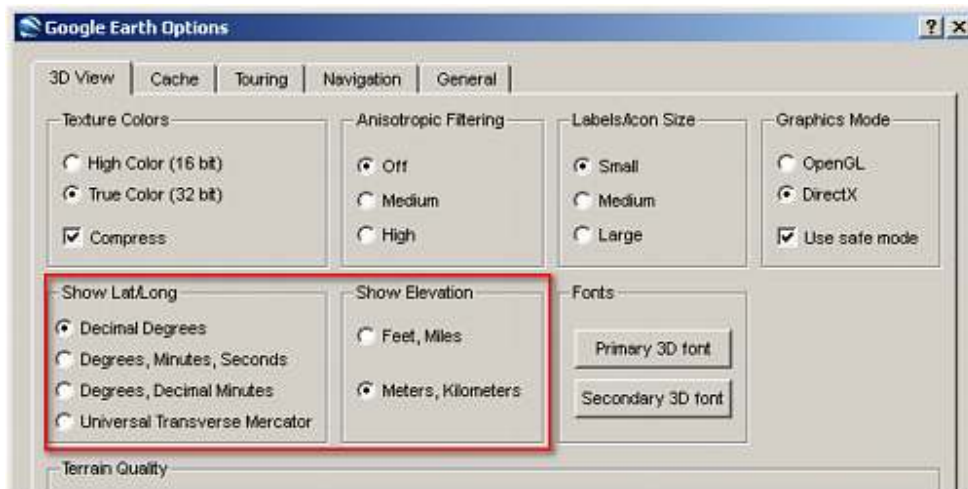 Google Earth Options
3D View Cache Touring Navigation General
Texture Colors
High Color (16 bit)
True Color (32 bit)
Compress
Anisotropic Filtering
Off
Medium
High
Labels/Icon Size
Small
Medium
Large
Graphics Mode
OpenGL
DirectX
Use safe mode
Show Lat/Long
Decimal Degrees
Degrees, Minutes, Seconds
Degrees, Decimal Minutes
Universal Transverse Mercator
Show Elevation
Feet, Miles
Meters, Kilometers
Fonts
Primary 3D font
Secondary 3D font
Terrain Quality